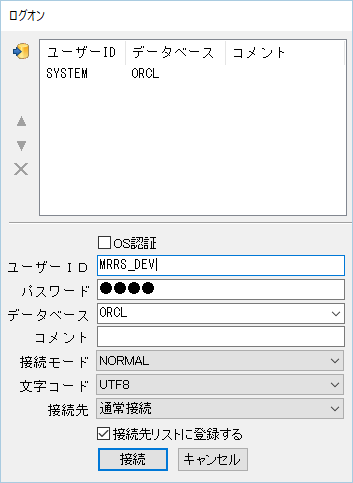 ログオン
ユーザーID データベース コメント
SYSTEM ORCL
OS認証
ユーザーＩＤ MRRS_DEV
パスワード ●●●●
データベース ORCL
コメント
接続モード NORMAL
文字コード UTF8
接続先 通常接続
接続先リストに登録する
接続 キャンセル